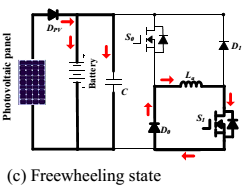 Photovoltaic panel
DPV
Battery
C
S0
D1
La
D0
S1
(c) Freewheeling state